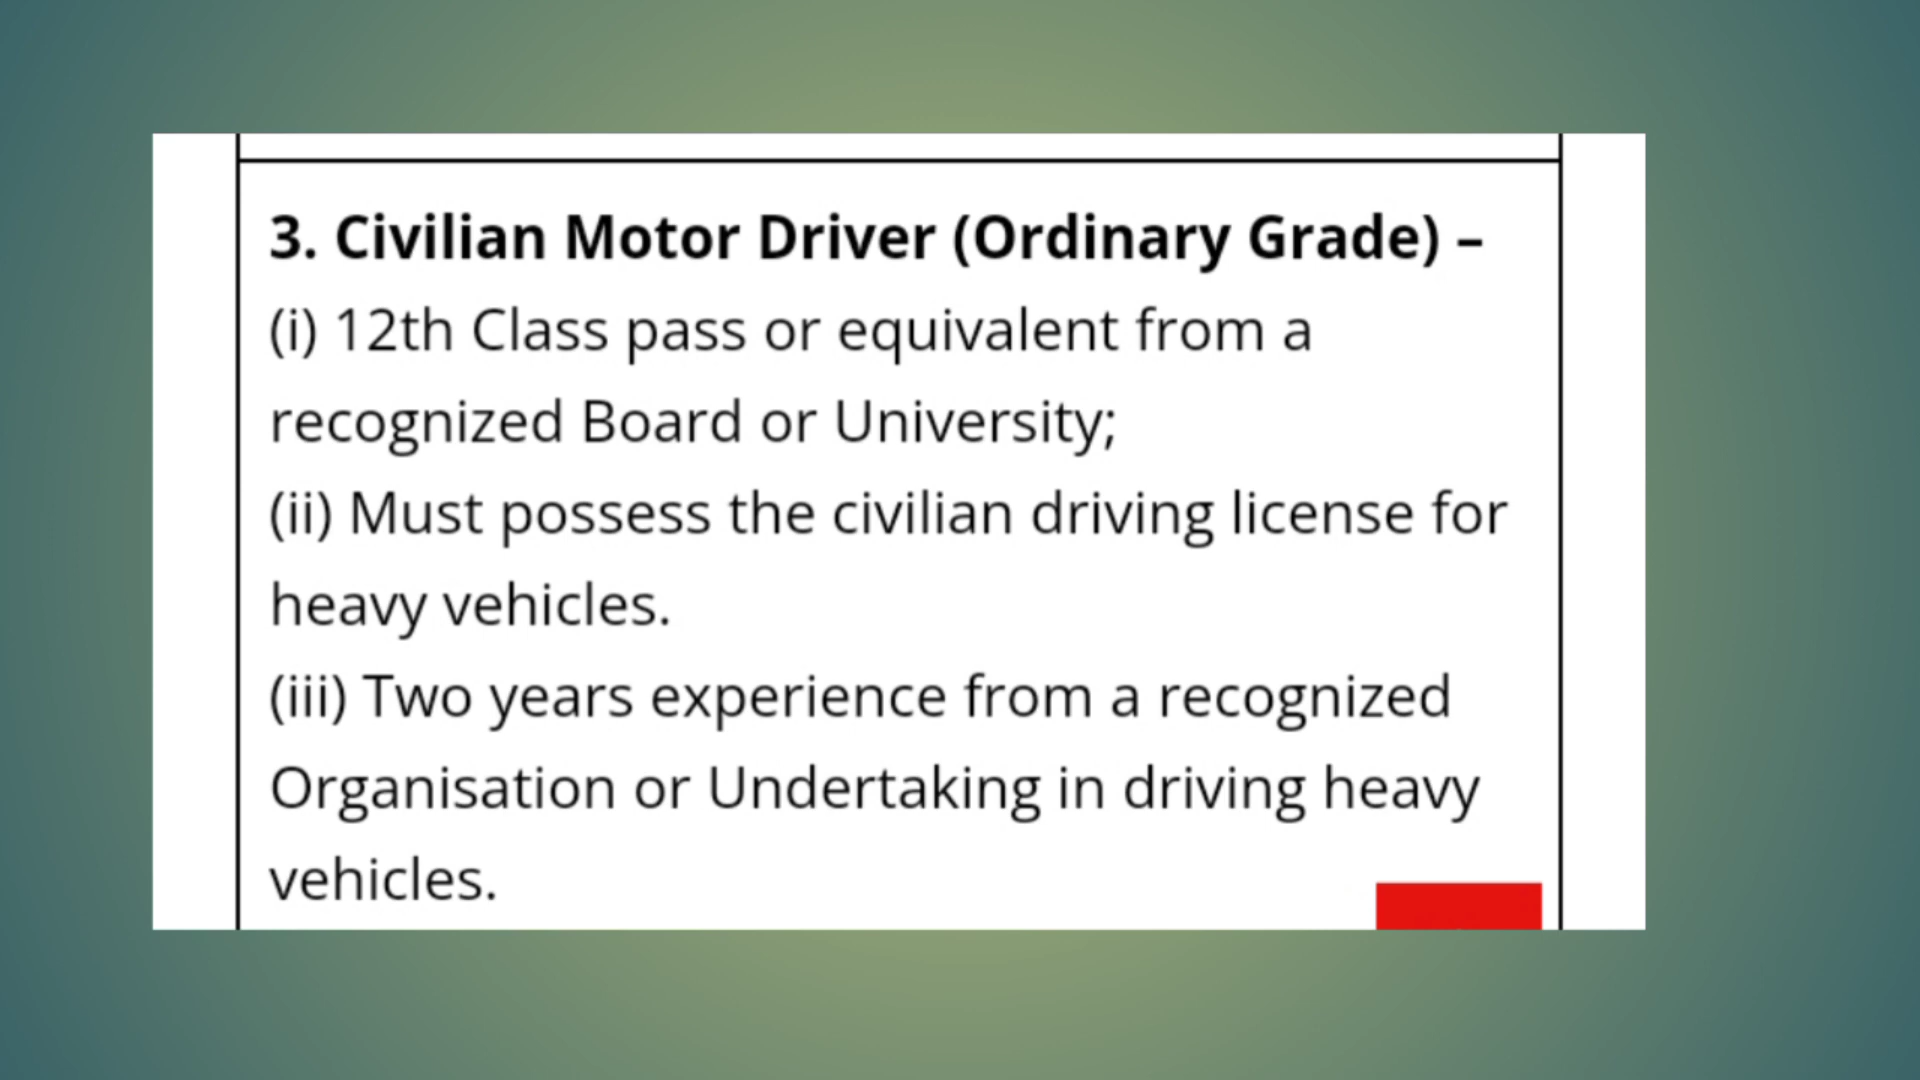 3. Civilian Motor Driver (Ordinary Grade) –
(i) 12th Class pass or equivalent from a
recognized Board or University;
(ii) Must possess the civilian driving license for
heavy vehicles.
(iii) Two years experience from a recognized
Organisation or Undertaking in driving heavy
vehicles.